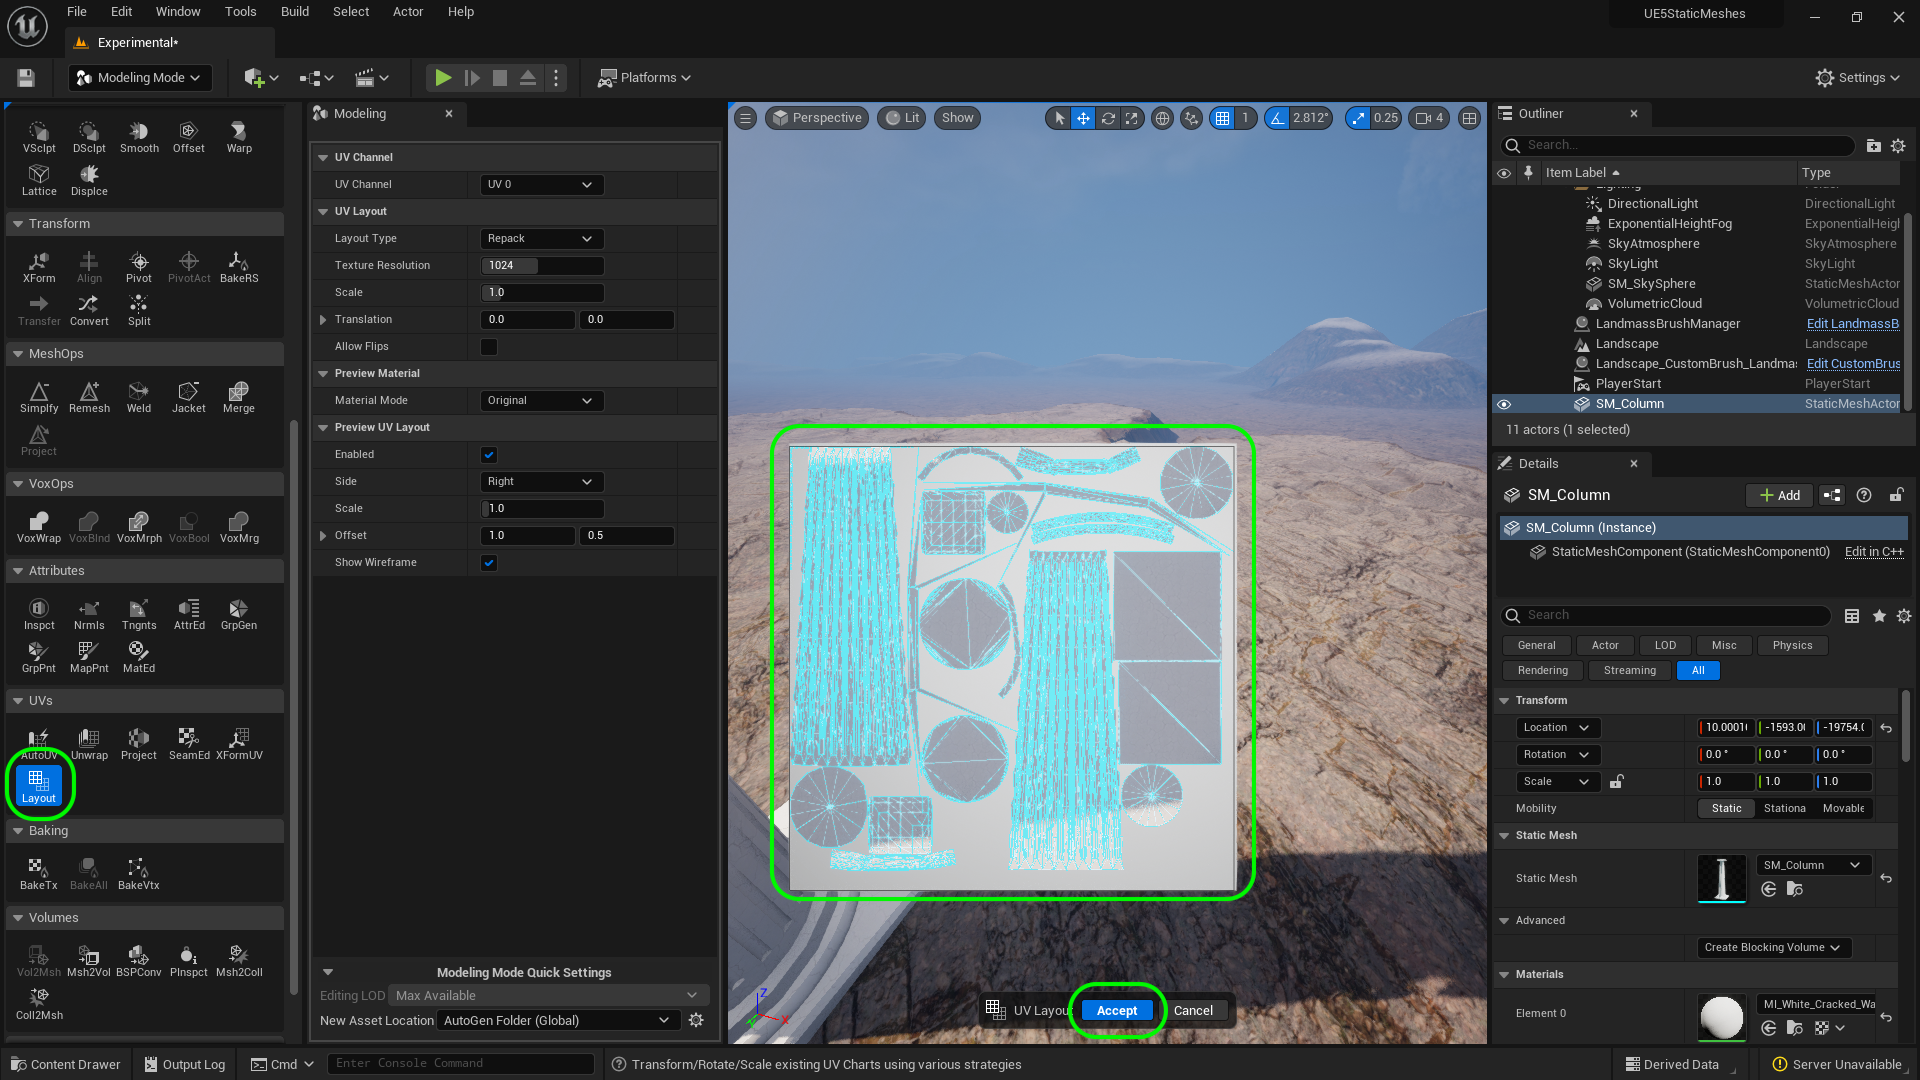 File Edit Window Tools Build Select Actor Help
UE5StaticMeshes
Experimental*
Modeling Mode
Platforms
Settings
VSclpt DSclpt Smooth Offset Warp
Lattice Displce
Transform
XForm Align Pivot PivotAct BakeRS
Transfer Convert Split
MeshOps
Simplfy Remesh Weld Jacket Merge
Project
VoxOps
VoxWrap VoxBlnd VoxMrph VoxBool VoxMrg
Attributes
Inspct Nrmls Tngnts AttrEd GrpGen
GrpPnt MapPnt MatEd
UVs
AutoUV Unwrap Project SeamEd XFormUV
Layout
Baking
BakeTx BakeAll BakeVtx
Volumes
Vol2Msh Msh2Vol BSPConv PInspct Msh2Coll
Coll2Msh
Modeling
UV Channel
UV Channel UV 0
UV Layout
Layout Type Repack
Texture Resolution 1024
Scale 1.0
Translation 0.0 0.0
Allow Flips
Preview Material
Material Mode Original
Preview UV Layout
Enabled
Side Right
Scale 1.0
Offset 1.0 0.5
Show Wireframe
Modeling Mode Quick Settings
Editing LOD Max Available
New Asset Location AutoGen Folder (Global)
Perspective Lit Show
1 2.812° 0.25 4
Z
X
UV Layou Accept Cancel
Outliner
Search...
Item Label Type
DirectionalLight DirectionalLight
ExponentialHeightFog ExponentialHeigl
SkyAtmosphere SkyAtmosphere
SkyLight SkyLight
SM_SkySphere StaticMeshActor
VolumetricCloud VolumetricCloud
LandmassBrushManager Edit LandmassB
Landscape Landscape
Landscape_CustomBrush_Landma Edit CustomBrus
PlayerStart PlayerStart
SM_Column StaticMeshActor
11 actors (1 selected)
Details
SM_Column
Add
SM_Column (Instance)
StaticMeshComponent (StaticMeshComponent0) Edit in C++
Search
General Actor LOD Misc Physics
Rendering Streaming All
Transform
Location 10.0001 -1593.0 -19754.
Rotation 0.0 ° 0.0 ° 0.0 °
Scale 1.0 1.0 1.0
Mobility Static Stationa Movable
Static Mesh
SM_Column
Static Mesh
Advanced
Create Blocking Volume
Materials
MI_White_Cracked_Wa
Element 0
Content Drawer Output Log Cmd Enter Console Command Transform/Rotate/Scale existing UV Charts using various strategies Derived Data Server Unavailable